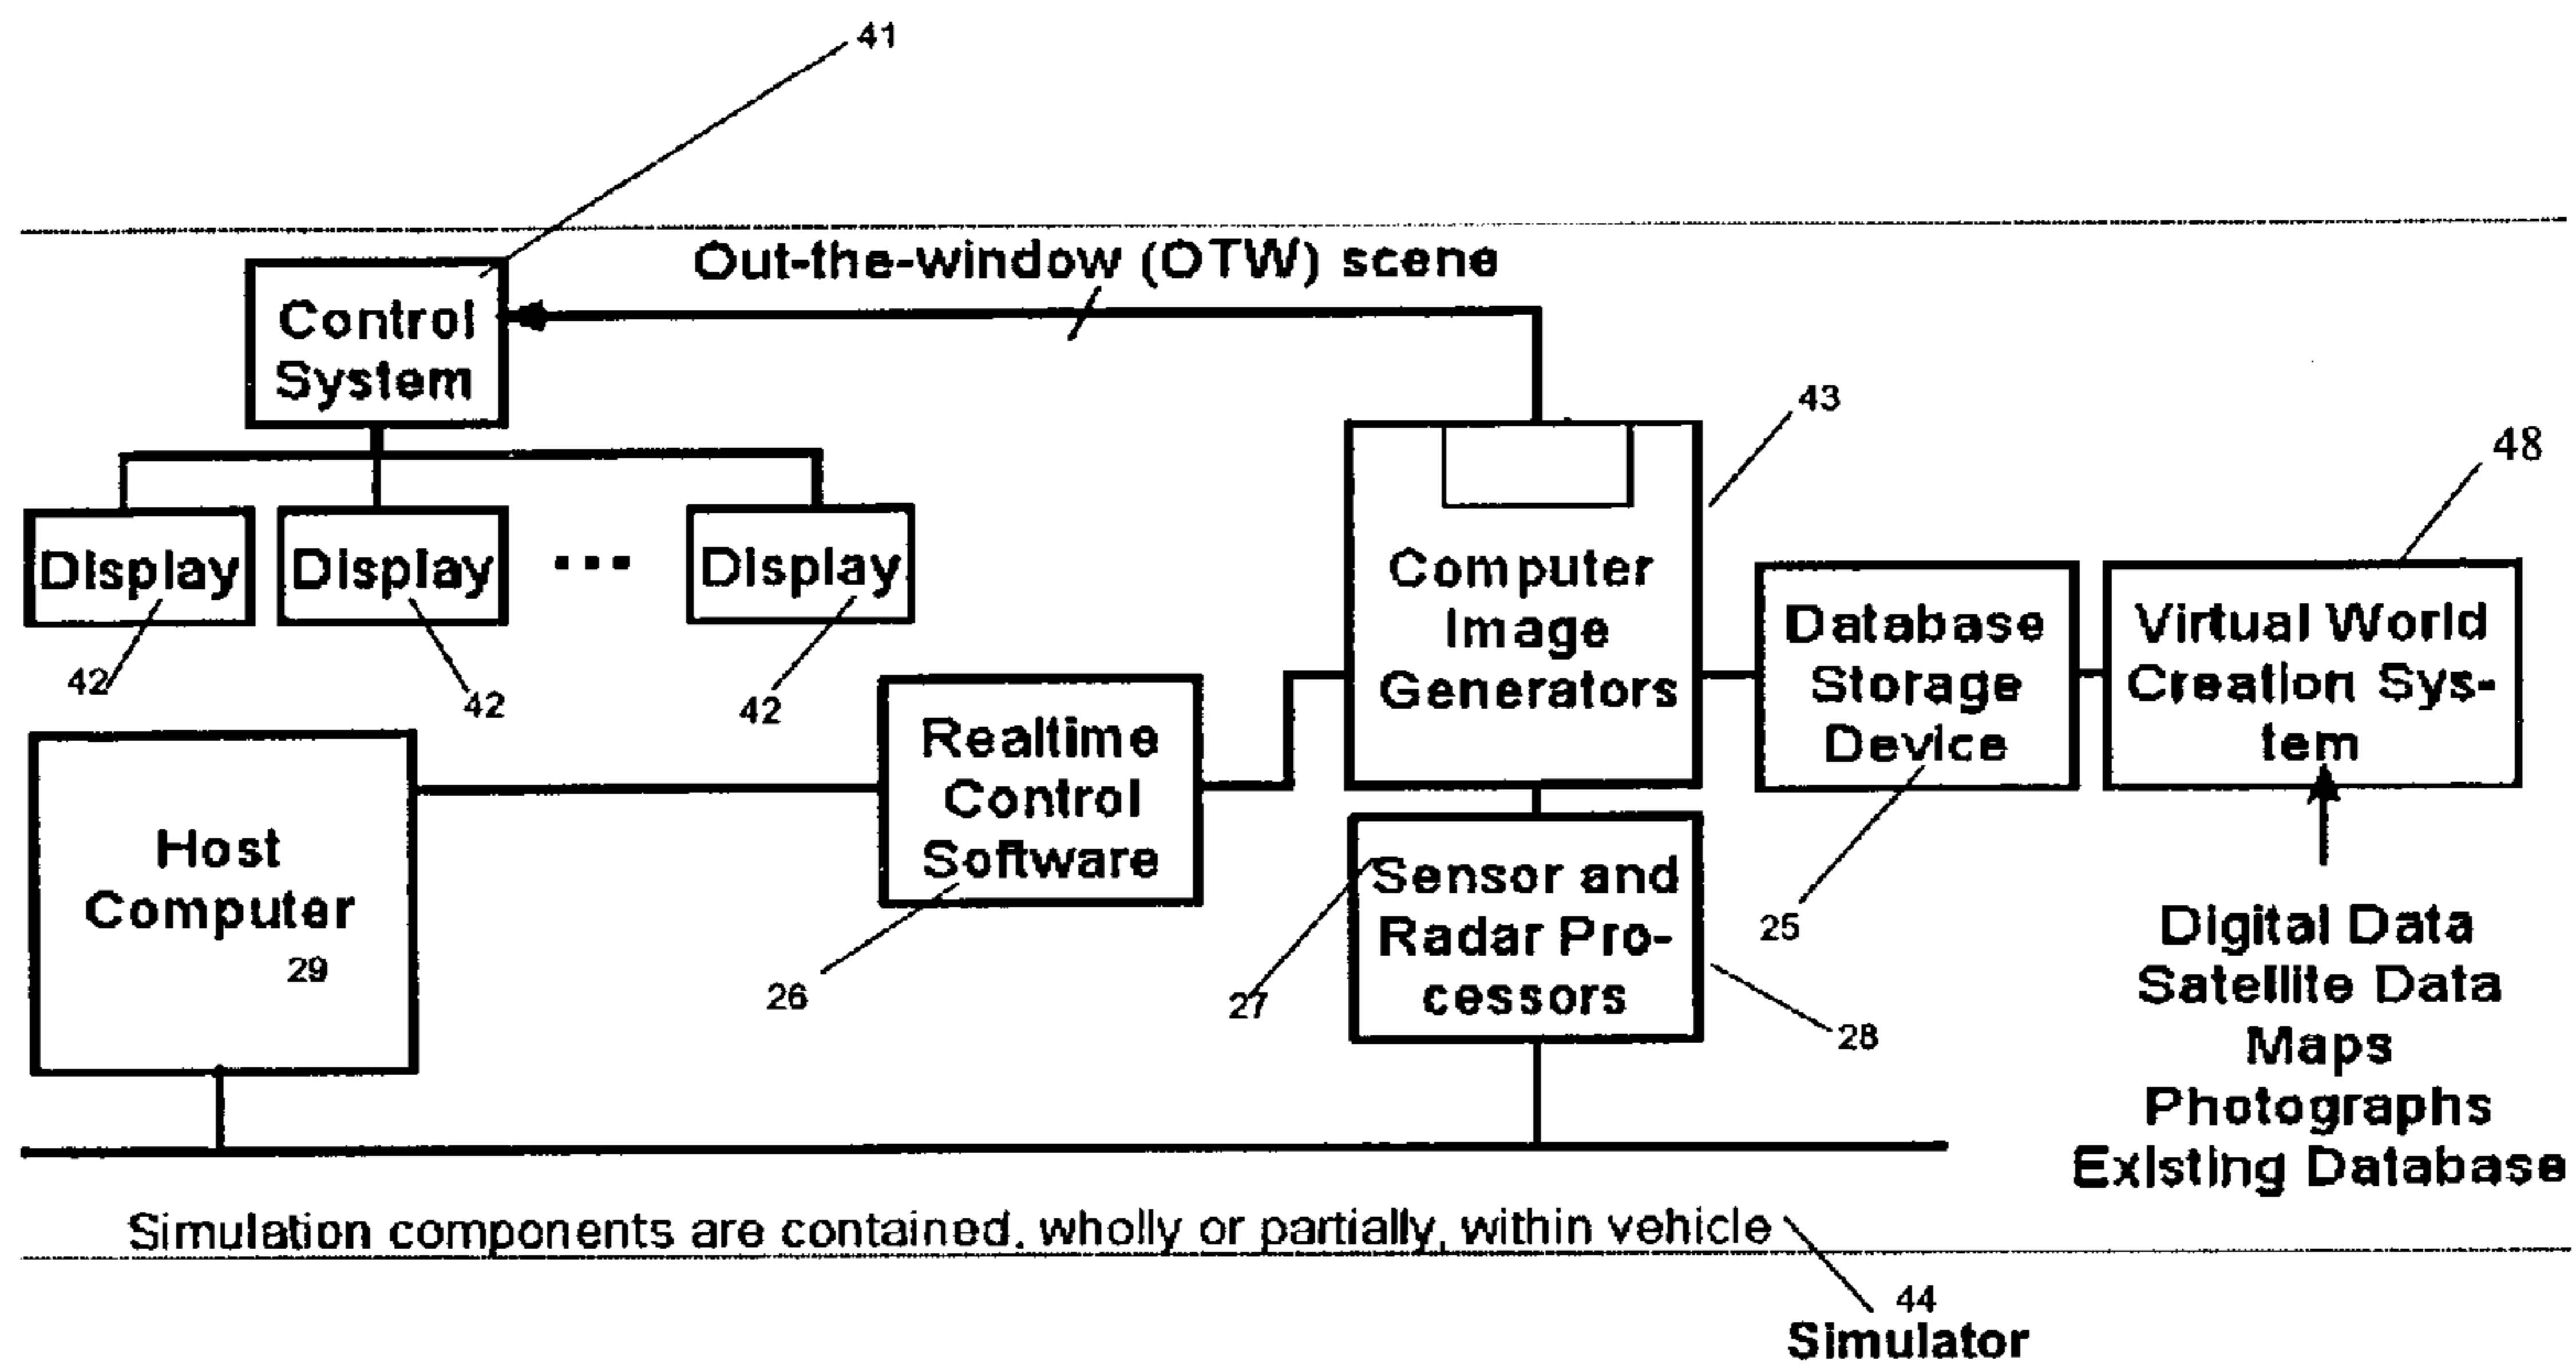 41
Out-the-window (OTW) scene
Control
System
43
48
Display
Display
...
Display
42
42
42
Computer
Image
Generators
Database
Storage
Device
25
Virtual World
Creation Sys-
tem
Realtime
Control
Software
26
Host
Computer
29
Sensor and
Radar Pro-
cessors
27
28
Digital Data
Satellite Data
Maps
Photographs
Existing Database
Simulation components are contained. wholly or partially, within vehicle
44
Simulator